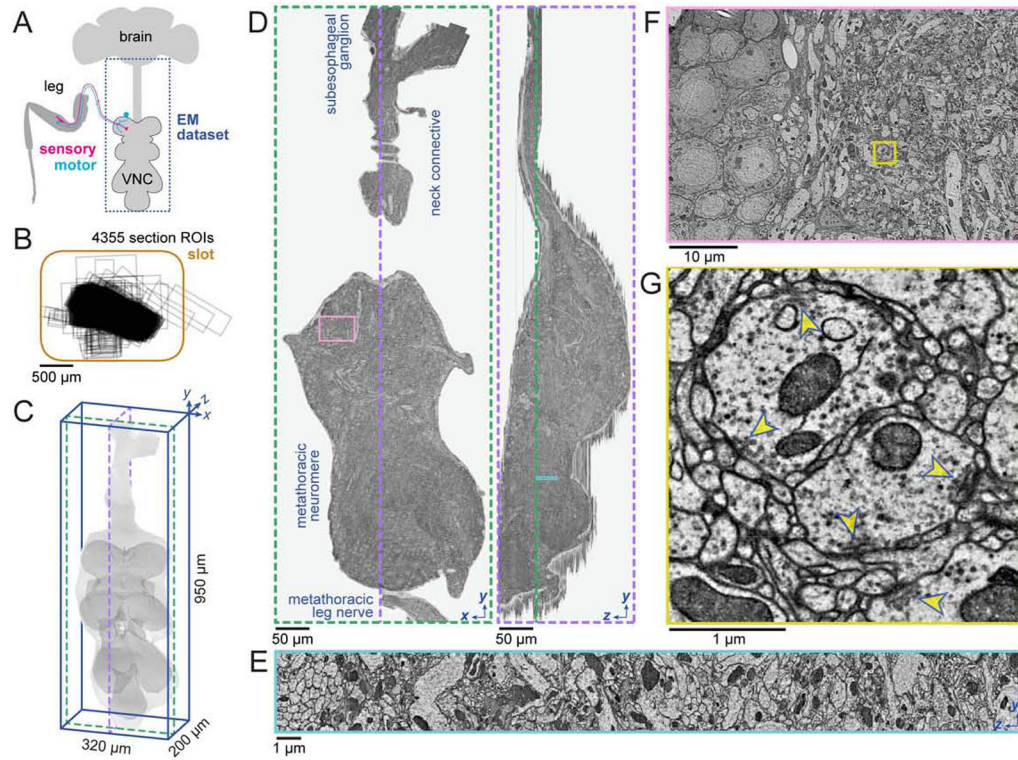 A
brain
leg
EM
dataset
sensory
motor
VNC
B
4355 section ROIs
slot
500 µm
C
y
z
x
950 µm
320 µm
200 µm
D
subesophageal
ganglion
neck connective
metathoracic
neuromere
metathoracic
leg nerve
y
x
50 µm
y
z
50 µm
E
y
z
1 µm
F
10 µm
G
1 µm